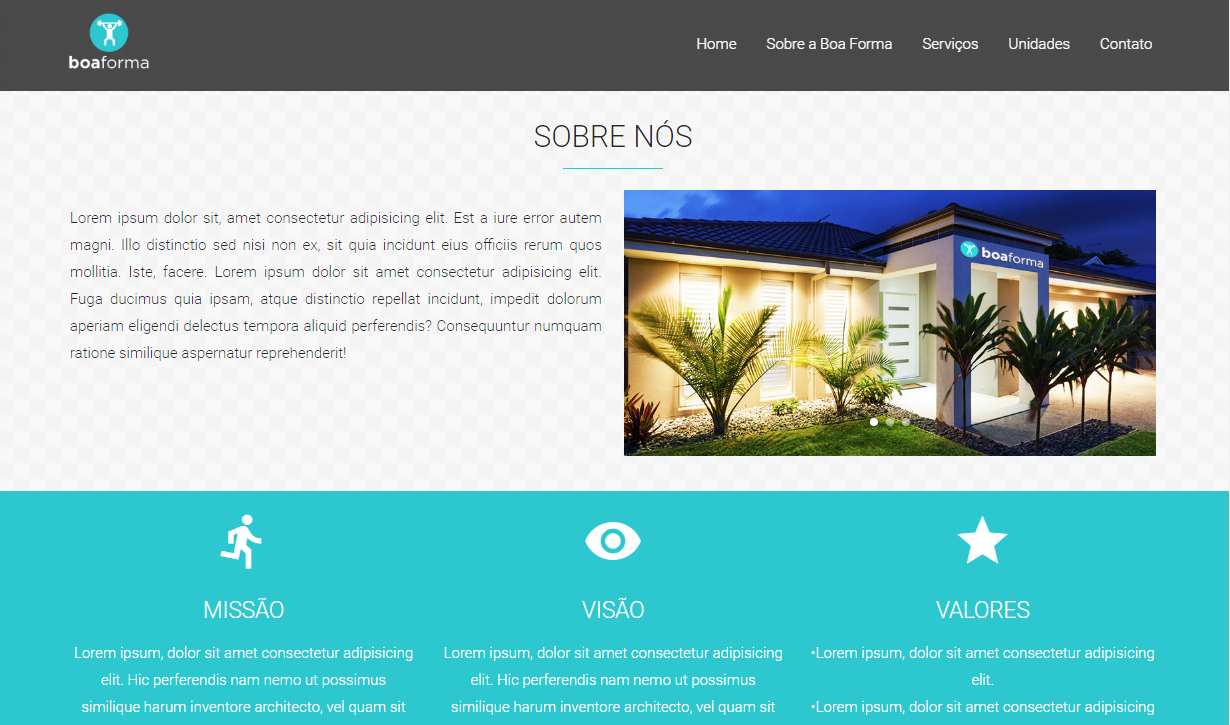 boaforma
Home Sobre a Boa Forma Serviços Unidades Contato
SOBRE NÓS
Lorem ipsum dolor sit, amet consectetur adipisicing elit. Est a iure error autem
magni. Illo distinctio sed nisi non ex, sit quia incidunt eius officiis rerum quos
mollitia. Iste, facere. Lorem ipsum dolor sit amet consectetur adipisicing elit.
Fuga ducimus quia ipsam, atque distinctio repellat incidunt, impedit dolorum
aperiam eligendi delectus tempora aliquid perferendis? Consequuntur numquam
ratione similique aspernatur reprehenderit!
boaforma
MISSÃO
Lorem ipsum, dolor sit amet consectetur adipisicing
elit. Hic perferendis nam nemo ut possimus
similique harum inventore architecto, vel quam sit
VISÃO
Lorem ipsum, dolor sit amet consectetur adipisicing
elit. Hic perferendis nam nemo ut possimus
similique harum inventore architecto, vel quam sit
VALORES
•Lorem ipsum, dolor sit amet consectetur adipisicing
elit.
•Lorem ipsum, dolor sit amet consectetur adipisicing